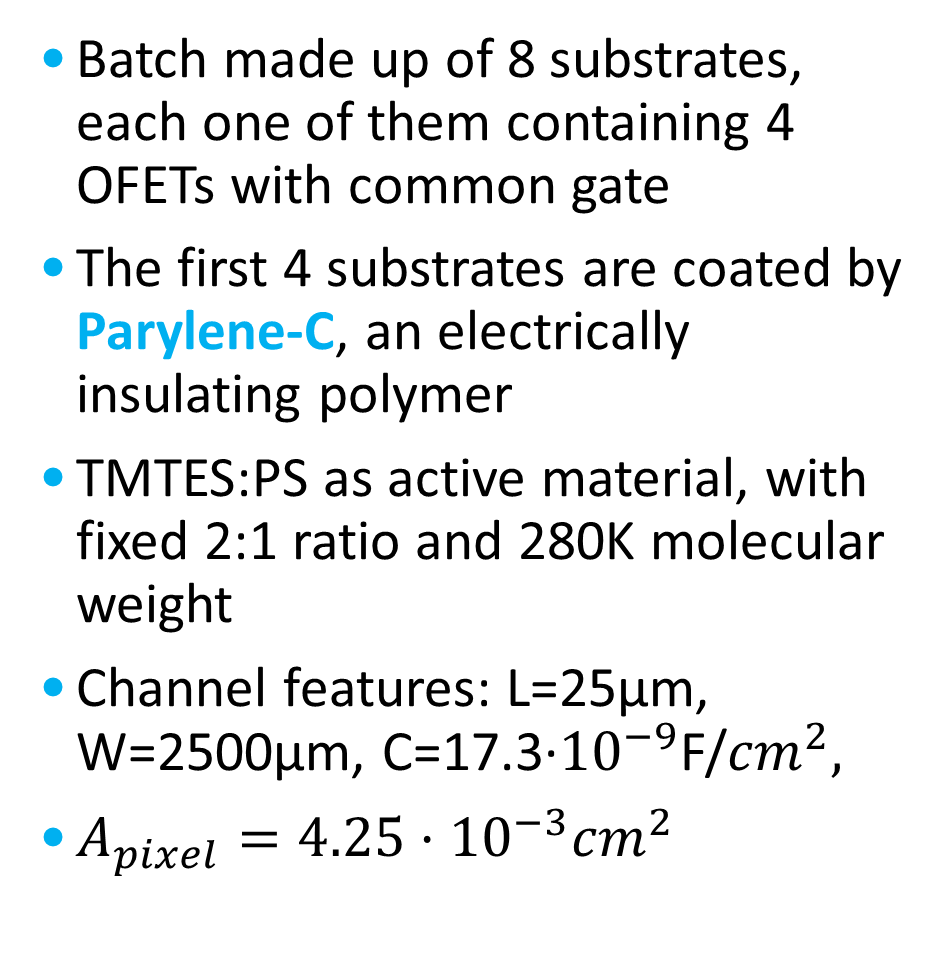 • Batch made up of 8 substrates,
each one of them containing 4
OFETs with common gate
• The first 4 substrates are coated by
Parylene-C, an electrically
insulating polymer
• TMTES:PS as active material, with
fixed 2:1 ratio and 280K molecular
weight
• Channel features: L=25μm,
W=2500μm, C=17.3·10⁻⁹F/cm²,
• A_pixel = 4.25 · 10⁻³cm²